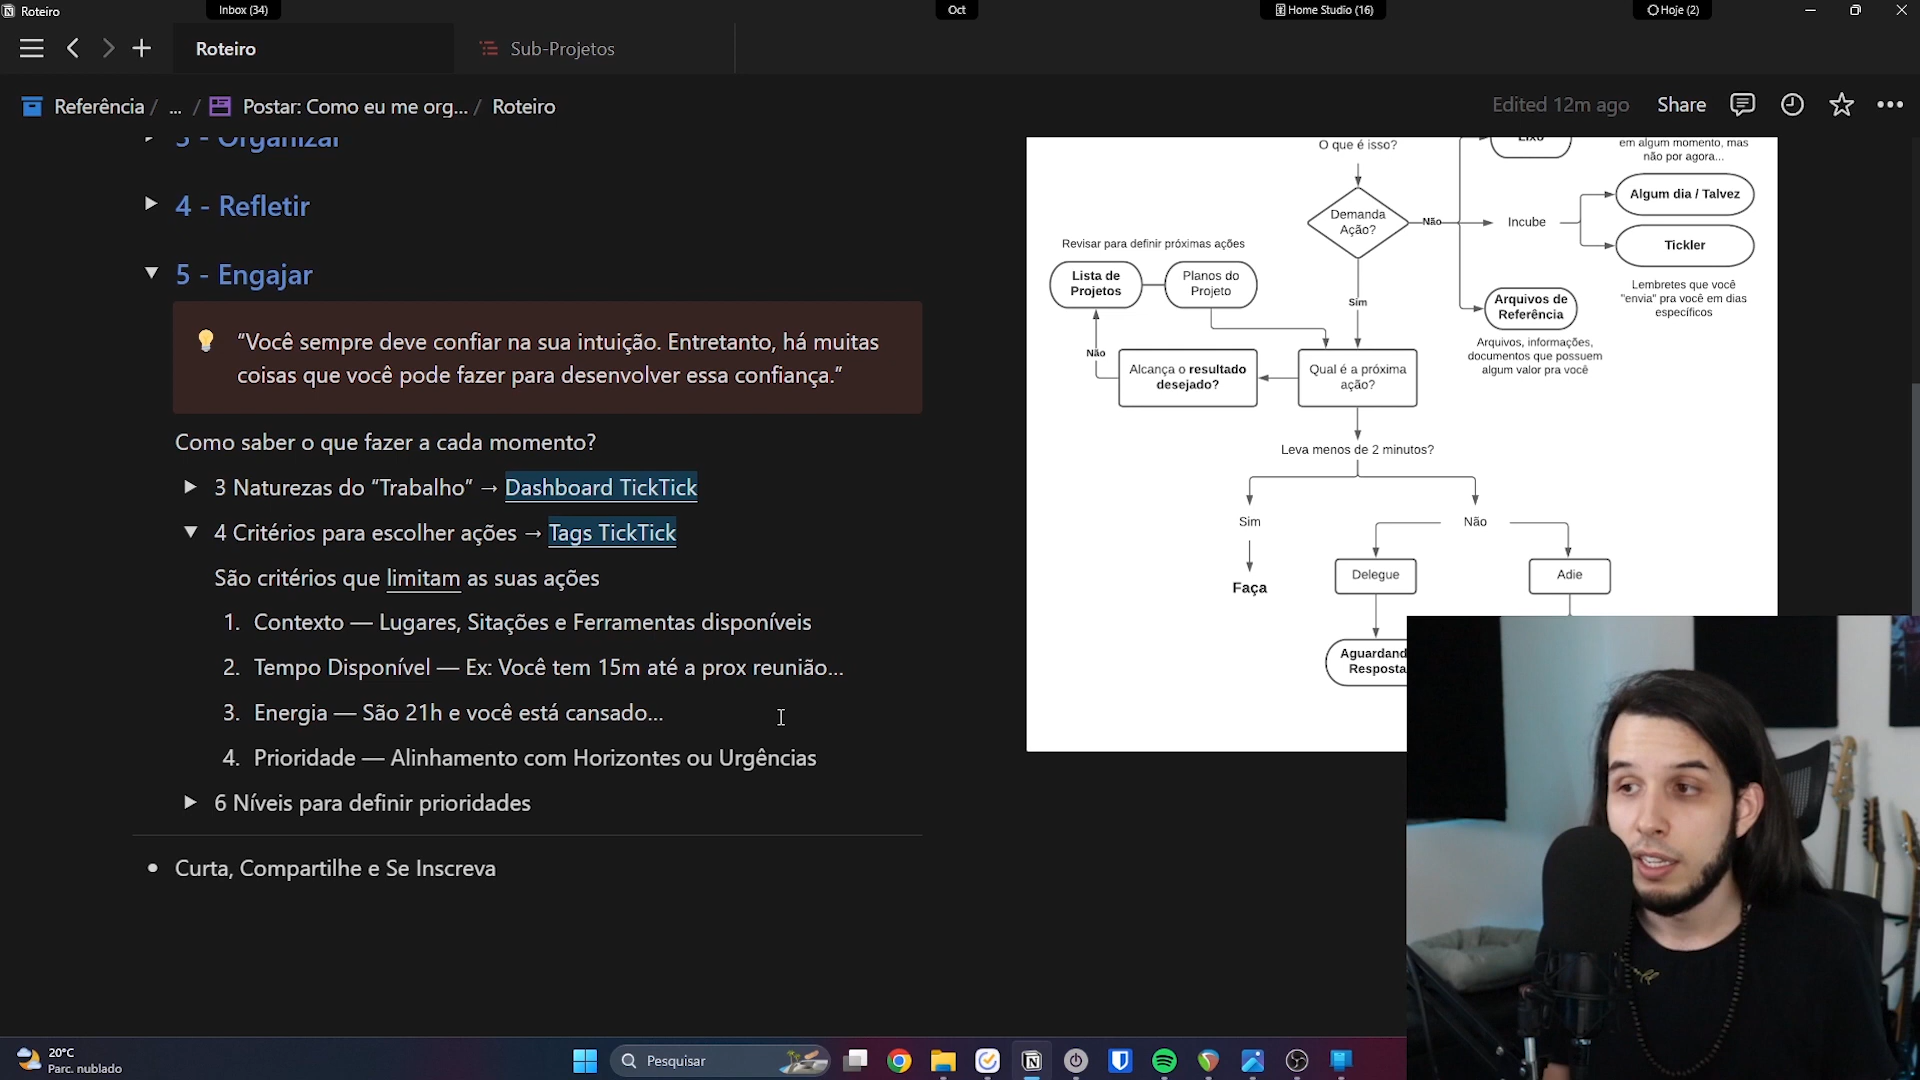 Roteiro
Inbox (34)
Oct
Home Studio (16)
Hoje (2)
Roteiro
Sub-Projetos
Referência / ... / Postar: Como eu me org... / Roteiro
Edited 12m ago
Share
3 - Organizar
4 - Refletir
5 - Engajar
“Você sempre deve confiar na sua intuição. Entretanto, há muitas
coisas que você pode fazer para desenvolver essa confiança.”
Como saber o que fazer a cada momento?
3 Naturezas do “Trabalho” → Dashboard TickTick
4 Critérios para escolher ações → Tags TickTick
São critérios que limitam as suas ações
1. Contexto — Lugares, Sitações e Ferramentas disponíveis
2. Tempo Disponível — Ex: Você tem 15m até a prox reunião...
3. Energia — São 21h e você está cansado...
4. Prioridade — Alinhamento com Horizontes ou Urgências
6 Níveis para definir prioridades
• Curta, Compartilhe e Se Inscreva
O que é isso?
Lixo
em algum momento, mas
não por agora...
Demanda
Ação?
Não
Incube
Algum dia / Talvez
Tickler
Lembretes que você
"envia" pra você em dias
específicos
Revisar para definir próximas ações
Lista de
Projetos
Planos do
Projeto
Sim
Arquivos de
Referência
Arquivos, informações,
documentos que possuem
algum valor pra você
Não
Alcança o resultado
desejado?
Qual é a próxima
ação?
Leva menos de 2 minutos?
Sim
Não
Faça
Delegue
Adie
Aguardand
Resposta
20°C
Parc. nublado
Pesquisar